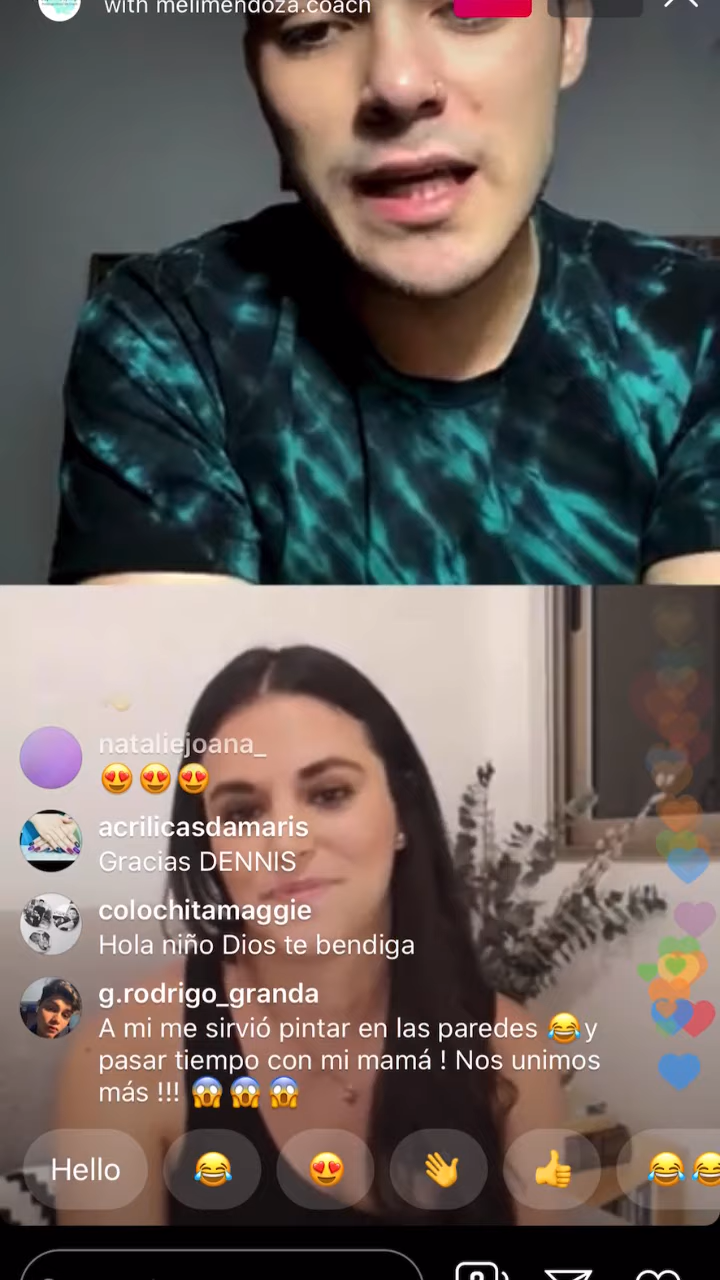 with melimendoza.coach
nataliejoana_
😍😍😍
acrilicasdamaris
Gracias DENNIS
colochitamaggie
Hola niño Dios te bendiga
g.rodrigo_granda
A mi me sirvió pintar en las paredes 😂 y
pasar tiempo con mi mamá ! Nos unimos
más !!! 😱😱😱
Hello 😂 😍 👋 👍 😂😂